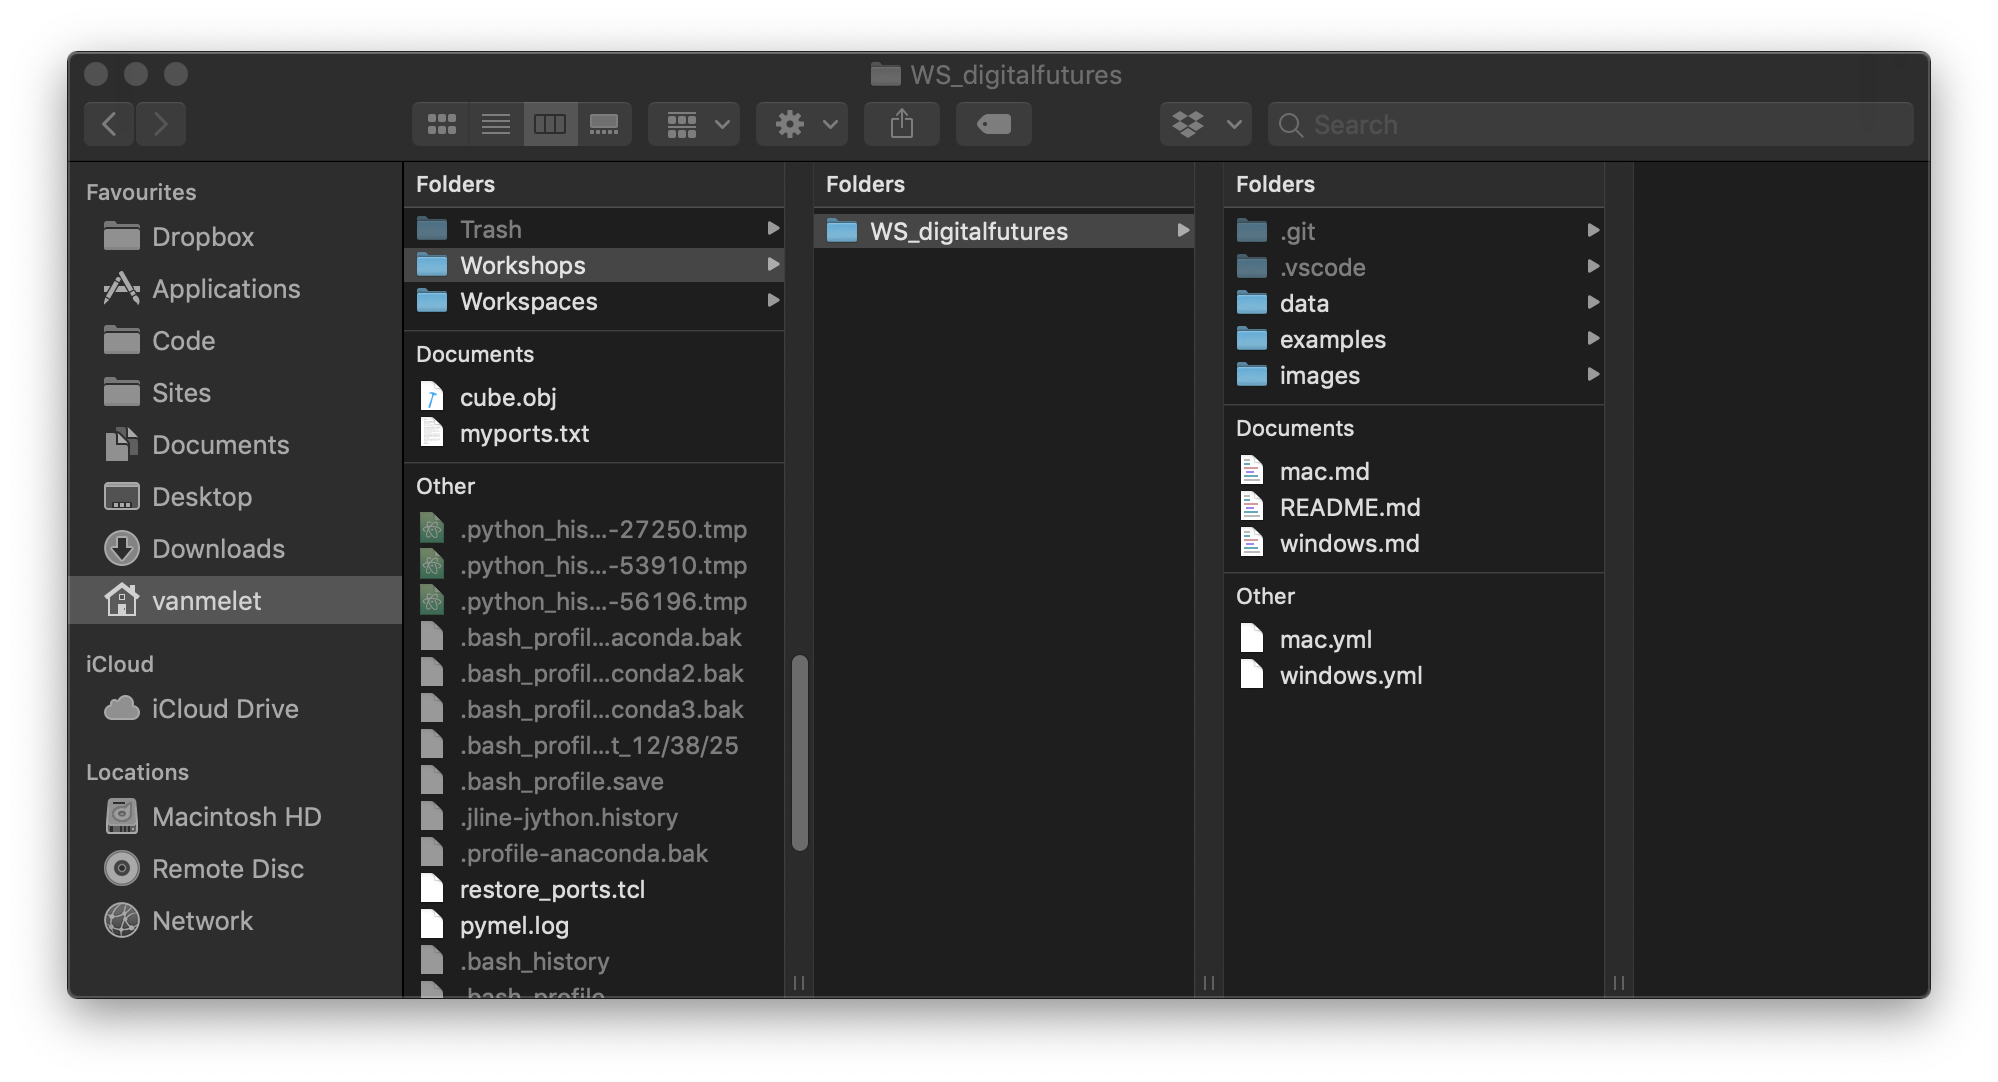 WS_digitalfutures
Search
Favourites
Dropbox
Applications
Code
Sites
Documents
Desktop
Downloads
vanmelet
iCloud
iCloud Drive
Locations
Macintosh HD
Remote Disc
Network
Folders
Trash
Workshops
Workspaces
Documents
cube.obj
myports.txt
Other
.python_his...-27250.tmp
.python_his...-53910.tmp
.python_his...-56196.tmp
.bash_profil...aconda.bak
.bash_profil...conda2.bak
.bash_profil...conda3.bak
.bash_profil...t_12/38/25
.bash_profile.save
.jline-jython.history
.profile-anaconda.bak
restore_ports.tcl
pymel.log
.bash_history
.bash_profile
Folders
WS_digitalfutures
Folders
.git
.vscode
data
examples
images
Documents
mac.md
README.md
windows.md
Other
mac.yml
windows.yml